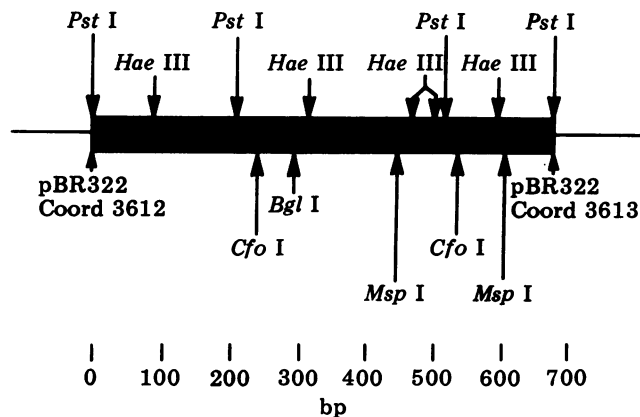 Pst I Pst I Pst I Pst I
Hae III Hae III Hae III Hae III
pBR322 pBR322
Coord 3612 Bgl I Coord 3613
Cfo I Cfo I
Msp I Msp I
0 100 200 300 400 500 600 700
bp